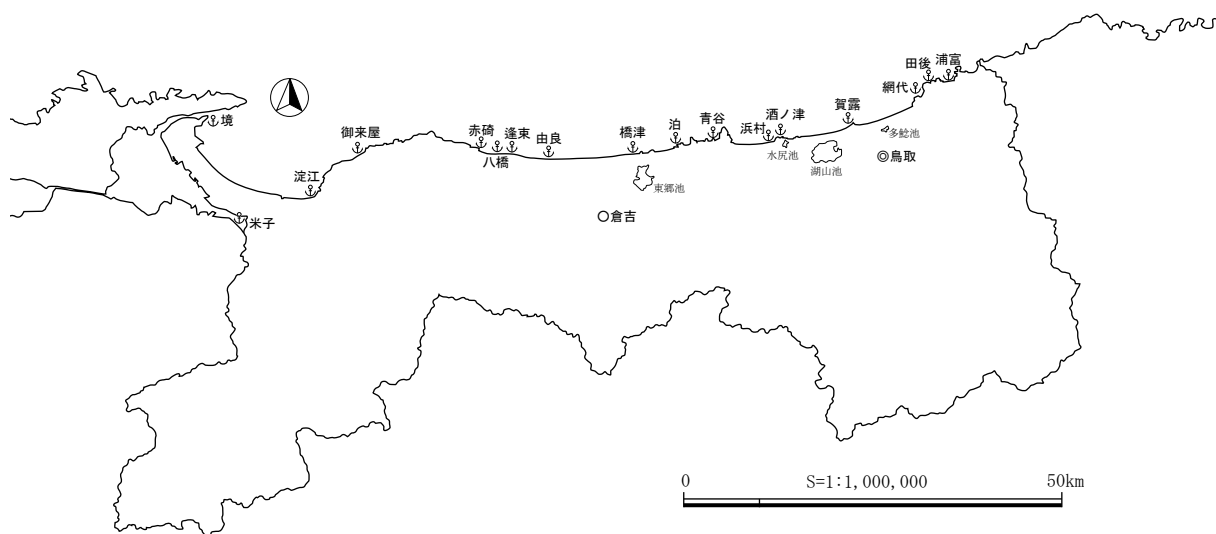 田後
浦富
網代
賀露
酒ノ津
浜村
青谷
泊
橋津
由良
逢束
八橋
赤碕
御来屋
淀江
境
米子
多鯰池
水尻池
湖山池
東郷池
鳥取
倉吉
0
S=1:1,000,000
50km